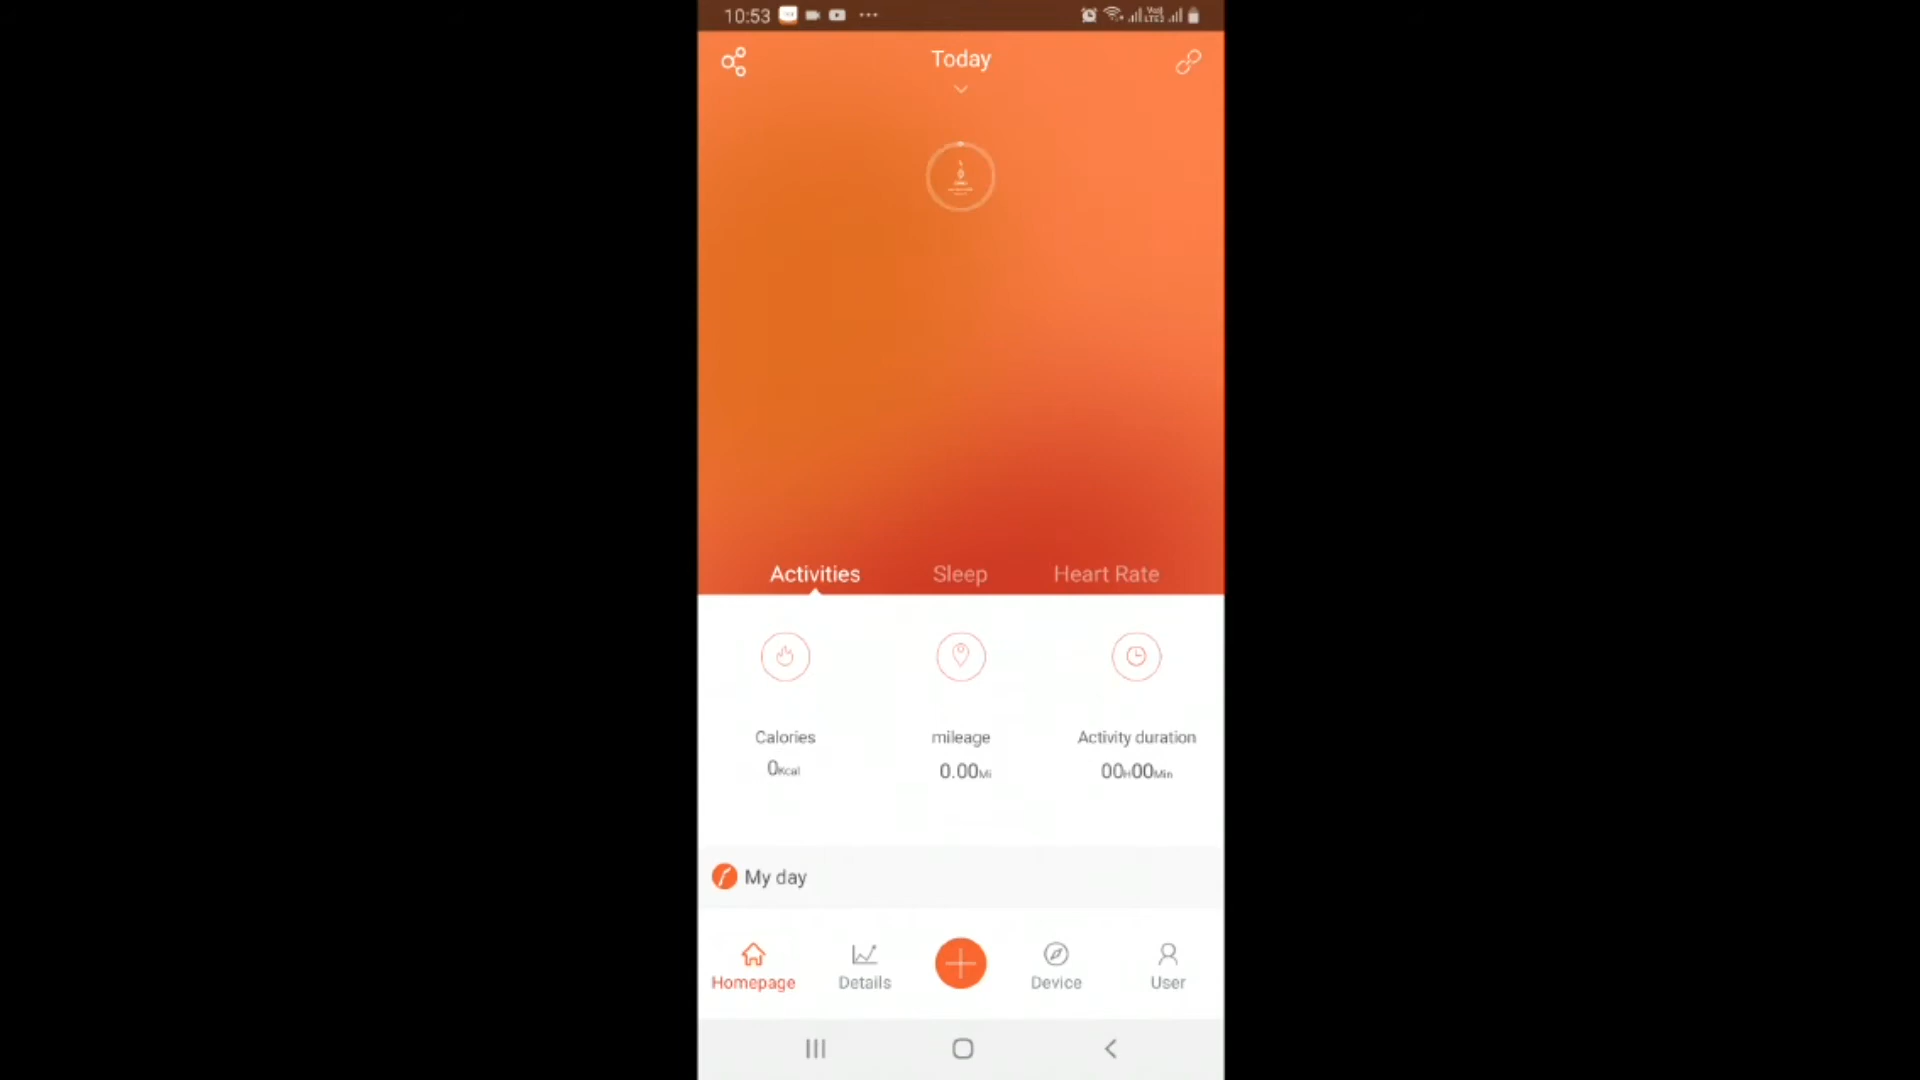 10:53
Today
0
Activities Sleep Heart Rate
Calories mileage Activity duration
0Kcal 0.00Mi 00H00Min
My day
Homepage Details Device User